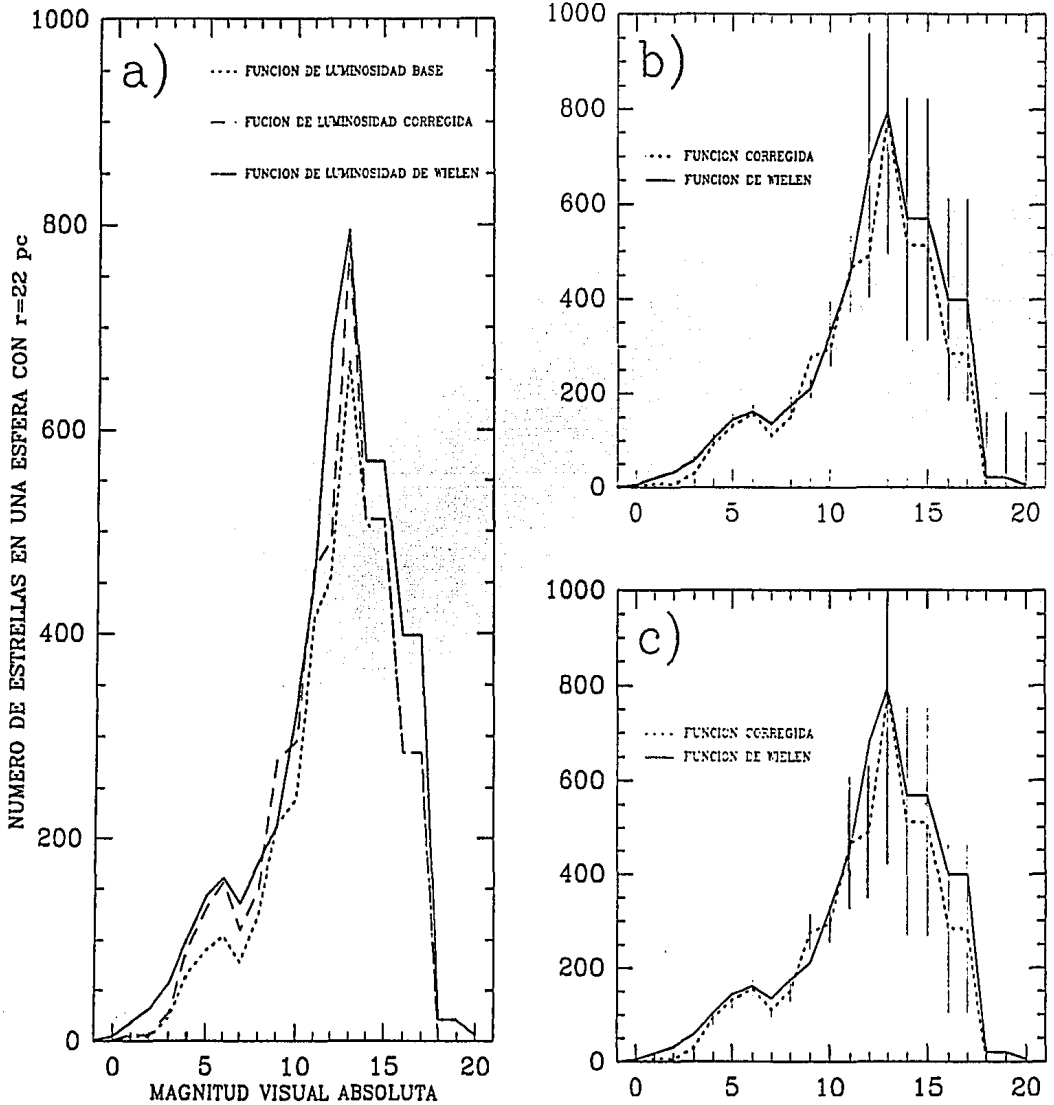 a)
FUNCION DE LUMINOSIDAD BASE
FUCION DE LUMINOSIDAD CORREGIDA
FUNCION DE LUMINOSIDAD DE WIELEN
1000
800
600
400
200
0
NUMERO DE ESTRELLAS EN UNA ESFERA CON r=22 pc
0 5 10 15 20
MAGNITUD VISUAL ABSOLUTA
b)
FUNCION CORREGIDA
FUNCION DE WIELEN
1000
800
600
400
200
0
0 5 10 15 20
c)
FUNCION CORREGIDA
FUNCION DE WIELEN
1000
800
600
400
200
0
0 5 10 15 20